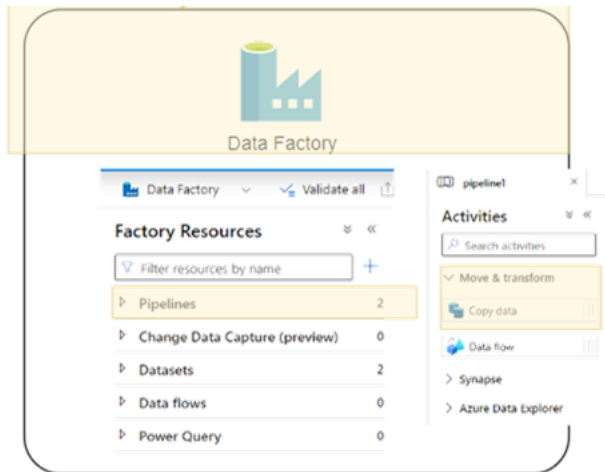 Data Factory
Data Factory
Validate all
Factory Resources
Filter resources by name
Pipelines 2
Change Data Capture (preview) 0
Datasets 2
Data flows 0
Power Query 0
pipeline1
Activities
Search activities
Move & transform
Copy data
Data flow
Synapse
Azure Data Explorer